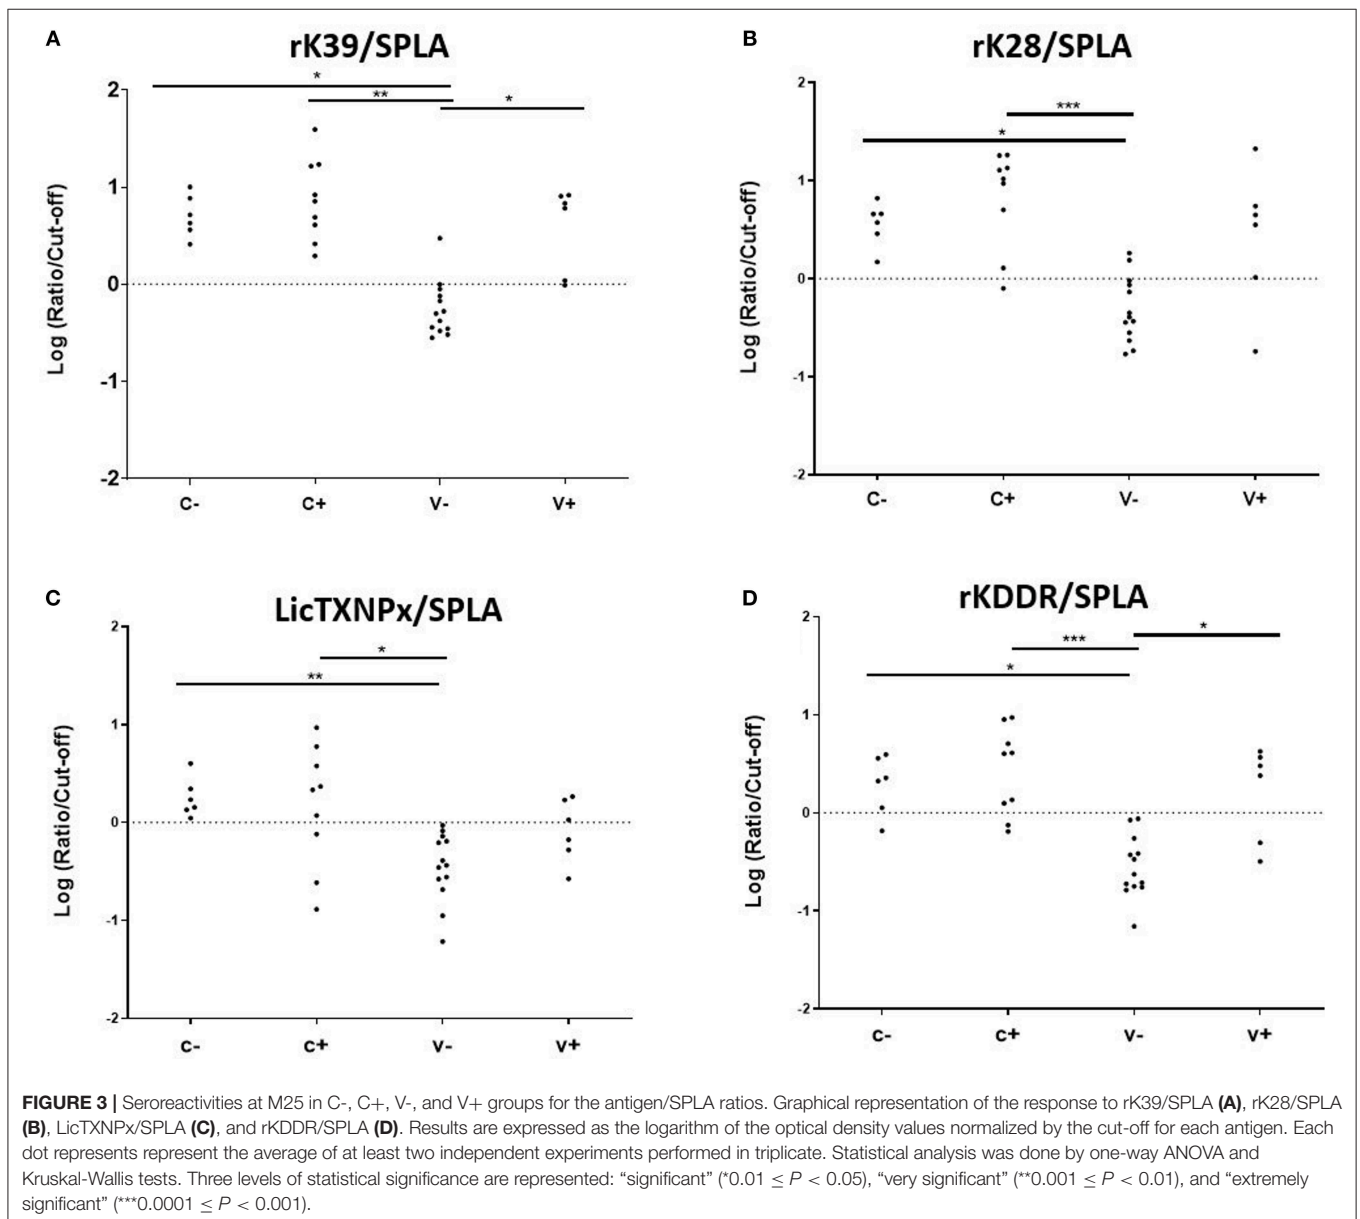 A
rK39/SPLA
*
**
*
2
1
0
-1
-2
Log (Ratio/Cut-off)
C-
C+
V-
V+
B
rK28/SPLA
***
*
2
1
0
-1
-2
Log (Ratio/Cut-off)
C-
C+
V-
V+
C
LicTXNPx/SPLA
*
**
2
1
0
-1
-2
Log (Ratio/Cut-off)
c-
c+
v-
v+
D
rKDDR/SPLA
*
***
*
2
1
0
-1
-2
Log (Ratio/Cut-off)
c-
c+
v-
v+
FIGURE 3 | Seroreactivities at M25 in C-, C+, V-, and V+ groups for the antigen/SPLA ratios. Graphical representation of the response to rK39/SPLA (A), rK28/SPLA
(B), LicTXNPx/SPLA (C), and rKDDR/SPLA (D). Results are expressed as the logarithm of the optical density values normalized by the cut-off for each antigen. Each
dot represents represent the average of at least two independent experiments performed in triplicate. Statistical analysis was done by one-way ANOVA and
Kruskal-Wallis tests. Three levels of statistical significance are represented: “significant” (*0.01 ≤ P < 0.05), “very significant” (**0.001 ≤ P < 0.01), and “extremely
significant” (***0.0001 ≤ P < 0.001).